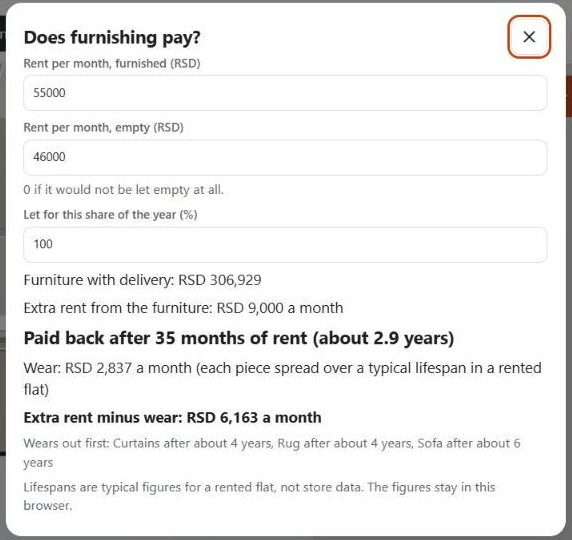 Does furnishing pay?
Rent per month, furnished (RSD)
55000
Rent per month, empty (RSD)
46000
0 if it would not be let empty at all.
Let for this share of the year (%)
100
Furniture with delivery: RSD 306,929
Extra rent from the furniture: RSD 9,000 a month
Paid back after 35 months of rent (about 2.9 years)
Wear: RSD 2,837 a month (each piece spread over a typical lifespan in a rented
flat)
Extra rent minus wear: RSD 6,163 a month
Wears out first: Curtains after about 4 years, Rug after about 4 years, Sofa after about 6
years
Lifespans are typical figures for a rented flat, not store data. The figures stay in this
browser.